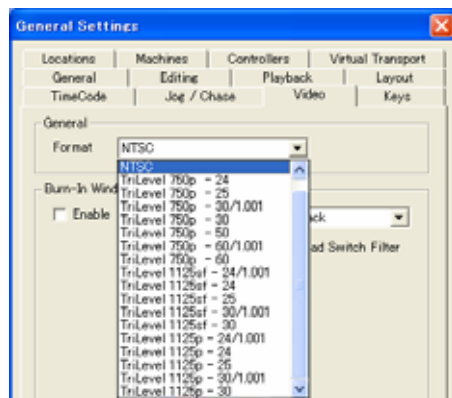 General Settings
Locations Machines Controllers Virtual Transport
General Editing Playback Layout
TimeCode Jog / Chase Video Keys
General
Format NTSC
NTSC
TriLevel 750p - 24
TriLevel 750p - 25
TriLevel 750p - 30/1.001
TriLevel 750p - 30
TriLevel 750p - 50
TriLevel 750p - 60/1.001
TriLevel 750p - 60
TriLevel 1125sf - 24/1.001
TriLevel 1125sf - 24
TriLevel 1125sf - 25
TriLevel 1125sf - 30/1.001
TriLevel 1125sf - 30
TriLevel 1125p - 24/1.001
TriLevel 1125p - 24
TriLevel 1125p - 25
TriLevel 1125p - 30/1.001
TriLevel 1125p - 30
Burn-In Wind
Enable ack
ad Switch Filter